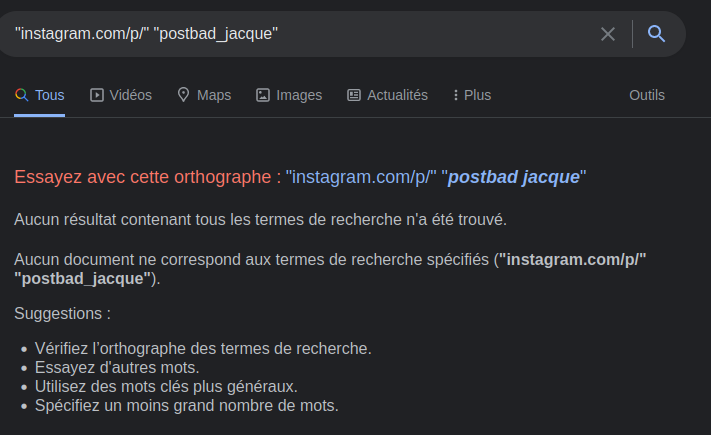 "instagram.com/p/" "postbad_jacque"
Tous Vidéos Maps Images Actualités Plus Outils
Essayez avec cette orthographe : "instagram.com/p/" "postbad jacque"
Aucun résultat contenant tous les termes de recherche n'a été trouvé.
Aucun document ne correspond aux termes de recherche spécifiés ("instagram.com/p/"
"postbad_jacque").
Suggestions :
Vérifiez l’orthographe des termes de recherche.
Essayez d'autres mots.
Utilisez des mots clés plus généraux.
Spécifiez un moins grand nombre de mots.